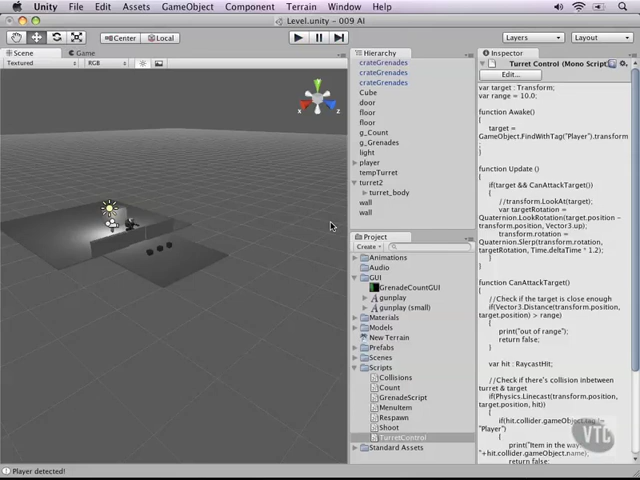 Unity File Edit Assets GameObject Component Terrain Window Help
Level.unity - 009 AI
Center Local Layers Layout
Scene Game
Textured RGB
x z
Hierarchy
crateGrenades
crateGrenades
crateGrenades
Cube
door
floor
floor
g_Count
g_Grenades
light
player
tempTurret
turret2
turret_body
wall
wall
Project
Create
Animations
Audio
GUI
GrenadeCountGUI
gunplay
gunplay (small)
Materials
Models
New Terrain
Prefabs
Scenes
Scripts
Collisions
Count
GrenadeScript
MenuItem
Respawn
Shoot
TurretControl
Standard Assets
Inspector
Turret Control (Mono Script)
Edit...
var target : Transform;
var range = 10.0;
function Awake()
{
target =
GameObject.FindWithTag("Player").transform
;
}
function Update ()
{
if(target && CanAttackTarget())
{
//transform.LookAt(target);
var targetRotation =
Quaternion.LookRotation(target.position -
transform.position, Vector3.up);
transform.rotation =
Quaternion.Slerp(transform.rotation,
targetRotation, Time.deltaTime * 1.2);
}
}
function CanAttackTarget()
{
//Check if the target is close enough
if(Vector3.Distance(transform.position,
target.position) > range)
{
print("out of range");
return false;
}
var hit : RaycastHit;
//Check if there's collision inbetween
turret & target
if(Physics.Linecast(transform.position,
target.position, hit))
{
"Player")
{
print("Item in the way:
"+hit.collider.gameObject.name);
return false;
VTC
Player detected!